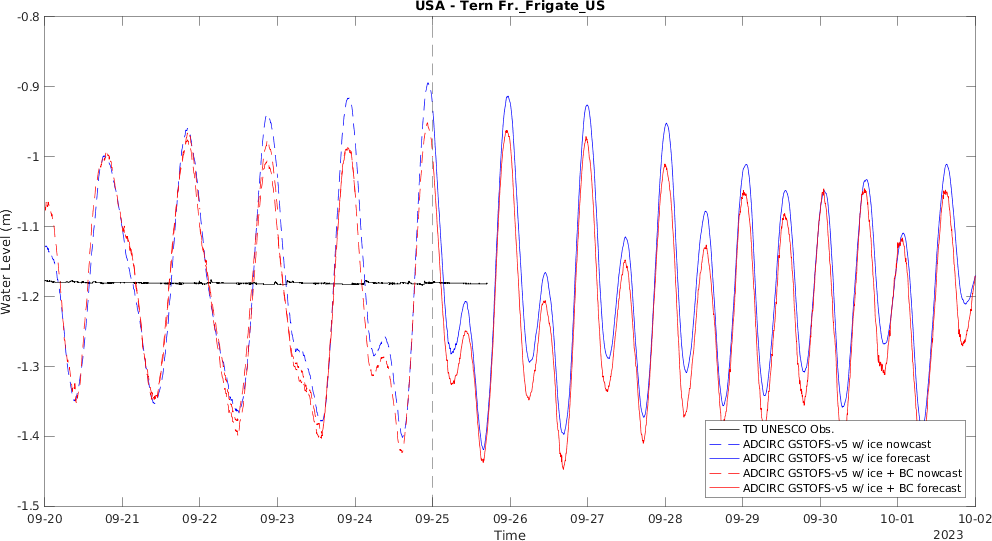 USA - Tern Fr._Frigate_US
-0.8
-0.9
-1
-1.1
-1.2
-1.3
-1.4
-1.5
Water Level (m)
TD UNESCO Obs.
ADCIRC GSTOFS-v5 w/ ice nowcast
ADCIRC GSTOFS-v5 w/ ice forecast
ADCIRC GSTOFS-v5 w/ ice + BC nowcast
ADCIRC GSTOFS-v5 w/ ice + BC forecast
09-20 09-21 09-22 09-23 09-24 09-25 09-26 09-27 09-28 09-29 09-30 10-01 10-02
Time
2023